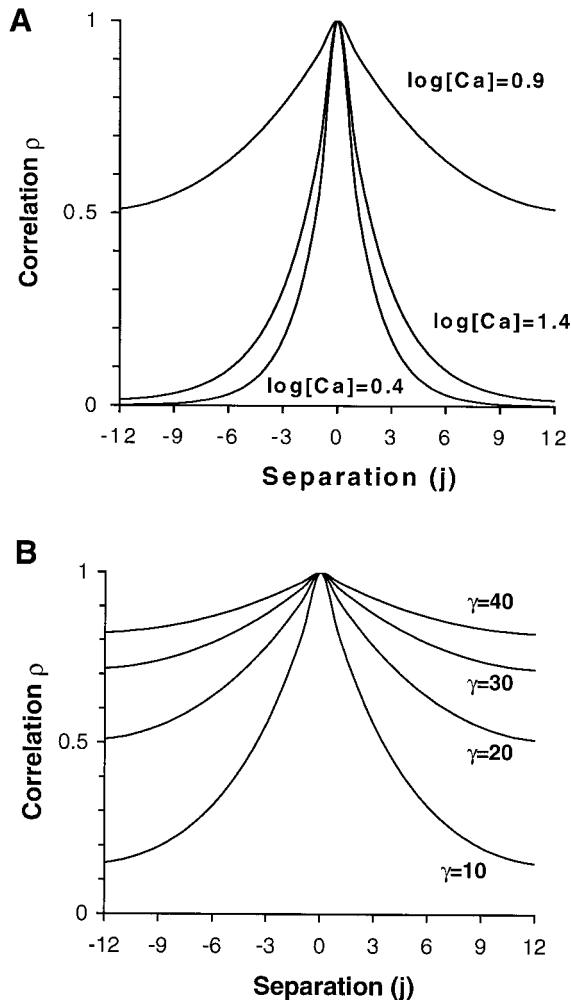 A
1
log[Ca]=0.9
Correlation ρ
0.5
log[Ca]=1.4
log[Ca]=0.4
0
-12 -9 -6 -3 0 3 6 9 12
Separation (j)
B
1
γ=40
γ=30
Correlation ρ
0.5
γ=20
γ=10
0
-12 -9 -6 -3 0 3 6 9 12
Separation (j)